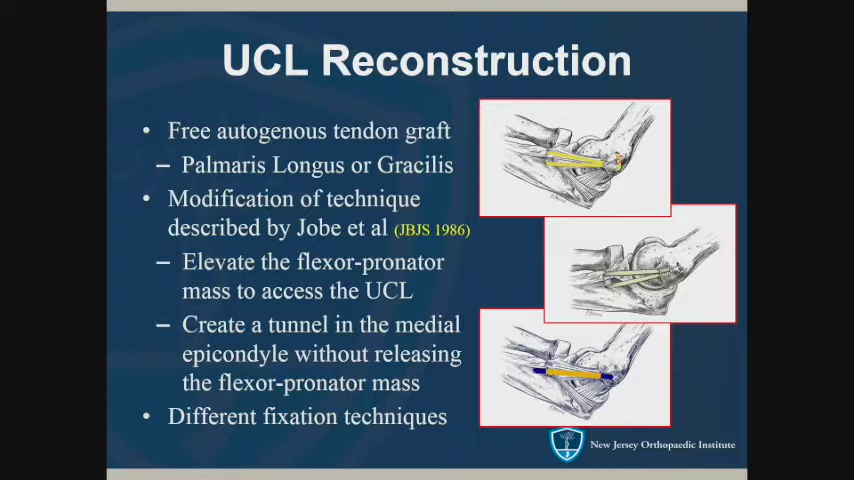 UCL Reconstruction
• Free autogenous tendon graft
– Palmaris Longus or Gracilis
• Modification of technique
described by Jobe et al (JBJS 1986)
– Elevate the flexor-pronator
mass to access the UCL
– Create a tunnel in the medial
epicondyle without releasing
the flexor-pronator mass
• Different fixation techniques
New Jersey Orthopaedic Institute